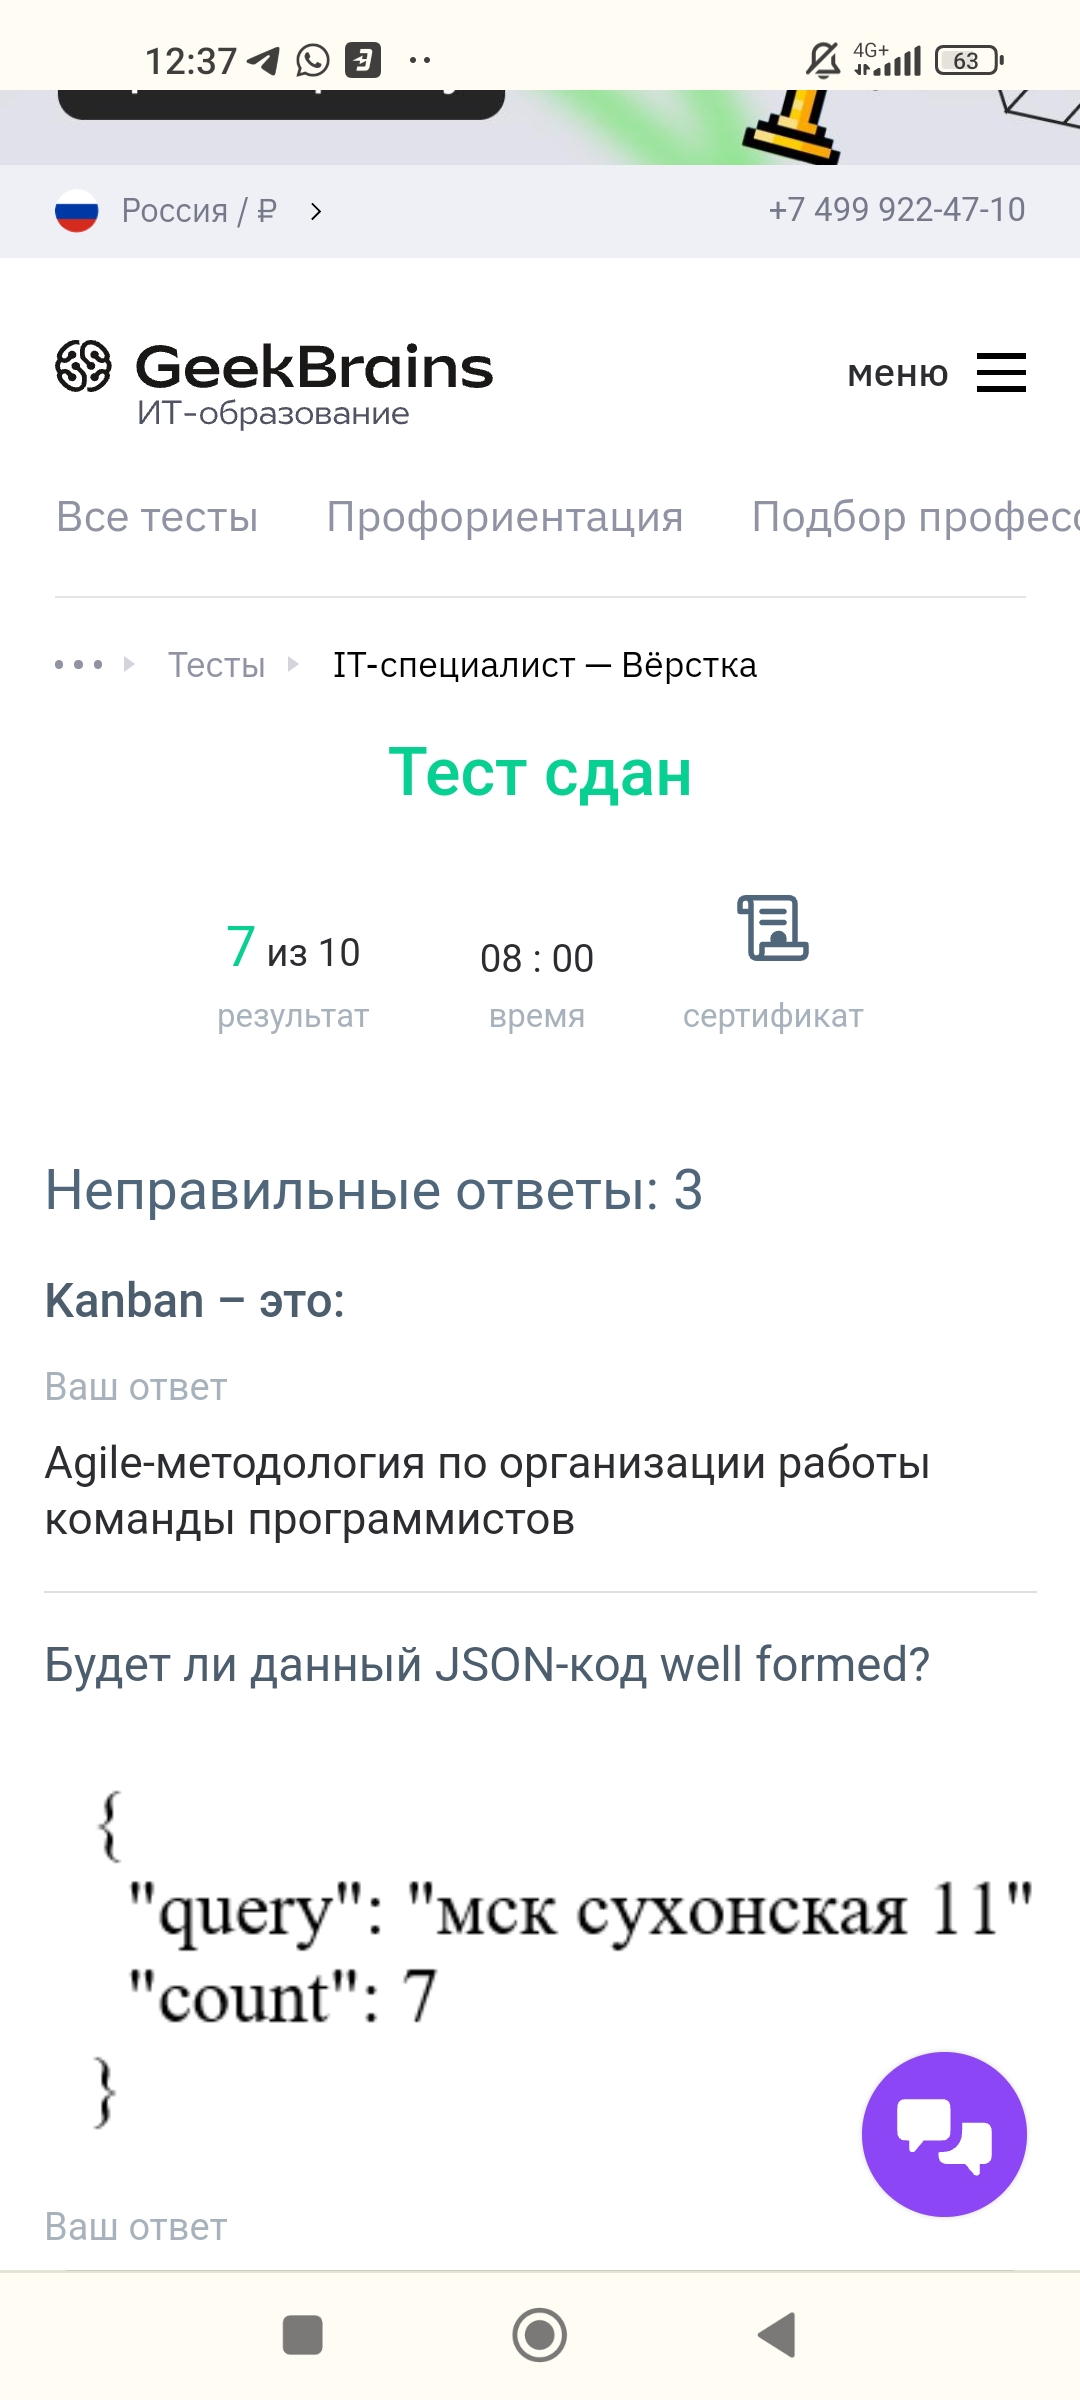 12:37
4G+
63
Россия / ₽
+7 499 922-47-10
GeekBrains
ИТ-образование
меню
Все тесты Профориентация Подбор професс
Тесты IT-специалист — Вёрстка
Тест сдан
7 из 10
08 : 00
результат
время
сертификат
Неправильные ответы: 3
Kanban – это:
Ваш ответ
Agile-методология по организации работы
команды программистов
Будет ли данный JSON-код well formed?
{
"query": "мск сухонская 11"
"count": 7
}
Ваш ответ